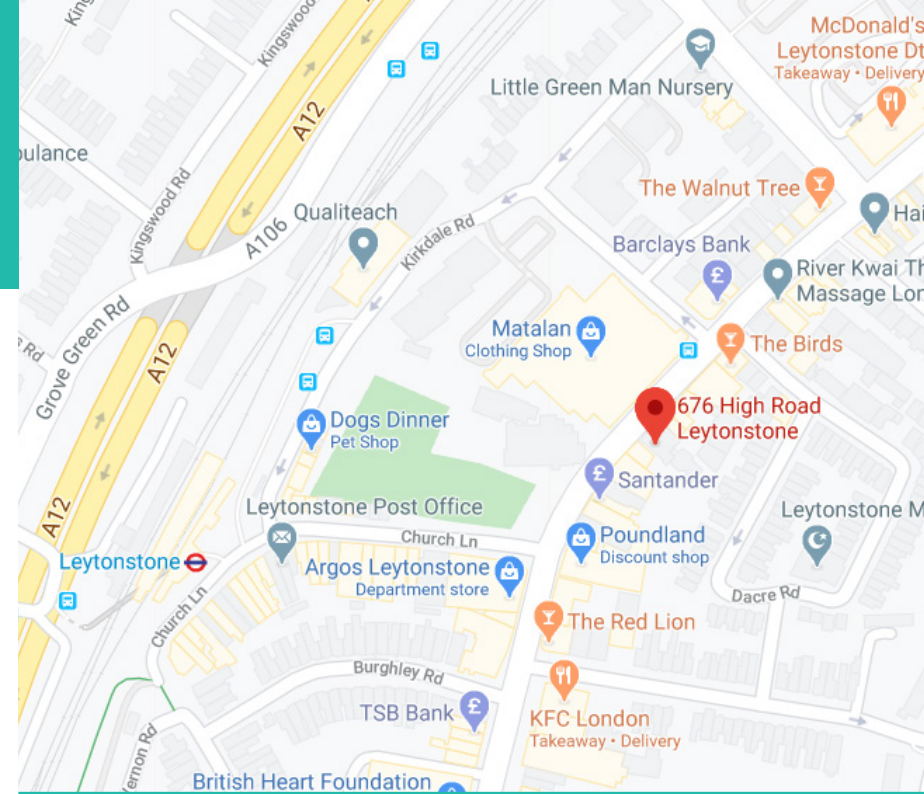 King
Kingswood
A12
McDonald's
Leytonstone Dt
Takeaway • Delivery
Little Green Man Nursery
bulance
Kingswood Rd
A106
Qualiteach
Kirkdale Rd
The Walnut Tree
Hai
Barclays Bank
River Kwai Th
Massage Lon
Grove Green Rd
Rd
A12
Matalan
Clothing Shop
The Birds
676 High Road
Leytonstone
Dogs Dinner
Pet Shop
Santander
A12
Leytonstone Post Office
Church Ln
Poundland
Discount shop
Leytonstone M
Leytonstone
Argos Leytonstone
Department store
Church Ln
Dacre Rd
The Red Lion
Burghley Rd
TSB Bank
KFC London
Takeaway • Delivery
ernon Rd
British Heart Foundation